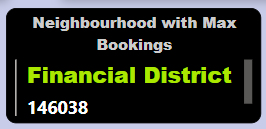 Neighbourhood with Max
Bookings
Financial District
146038